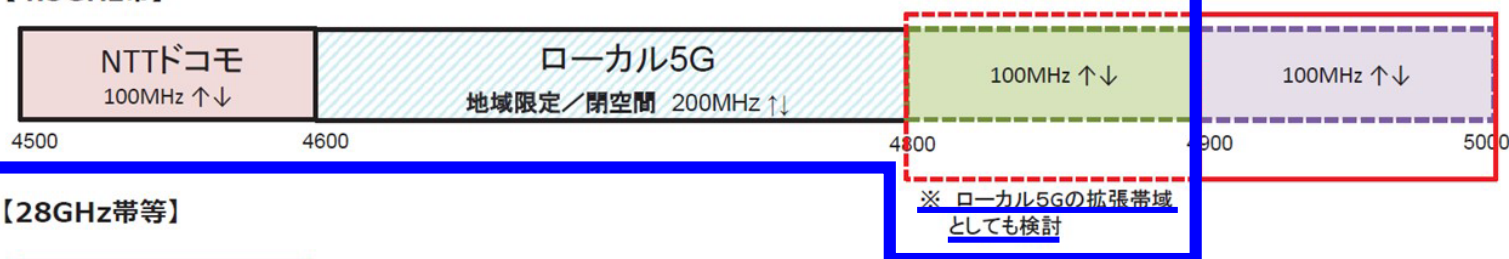 NTTドコモ
100MHz ↑↓
ローカル5G
地域限定／閉空間 200MHz ↑↓
100MHz ↑↓
100MHz ↑↓
4500
4600
4800
4900
5000
※ ローカル5Gの拡張帯域
としても検討
【28GHz帯等】